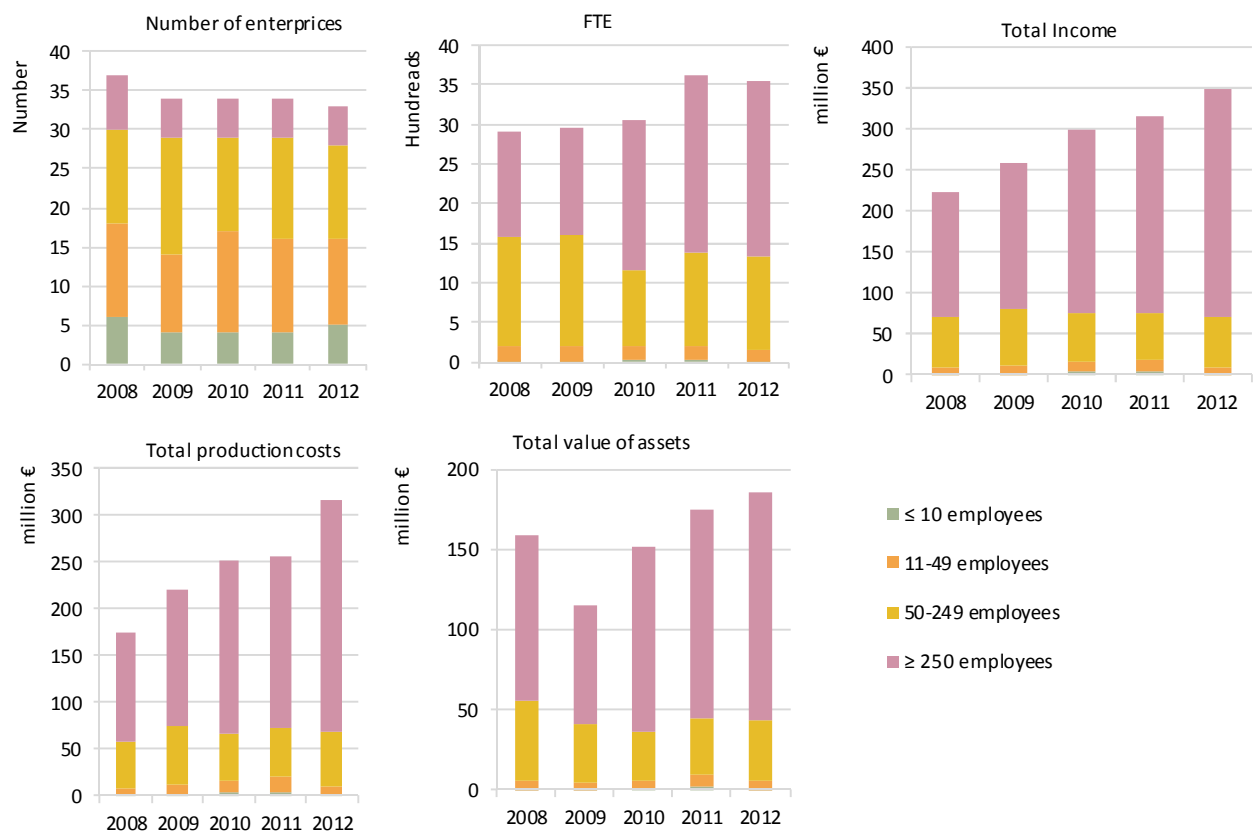 Number of enterprices
Number
40
35
30
25
20
15
10
5
0
2008 2009 2010 2011 2012
FTE
Hundreads
40
35
30
25
20
15
10
5
0
2008 2009 2010 2011 2012
Total Income
million €
400
350
300
250
200
150
100
50
0
2008 2009 2010 2011 2012
Total production costs
million €
350
300
250
200
150
100
50
0
2008 2009 2010 2011 2012
Total value of assets
million €
200
150
100
50
0
2008 2009 2010 2011 2012
≤ 10 employees
11-49 employees
50-249 employees
≥ 250 employees